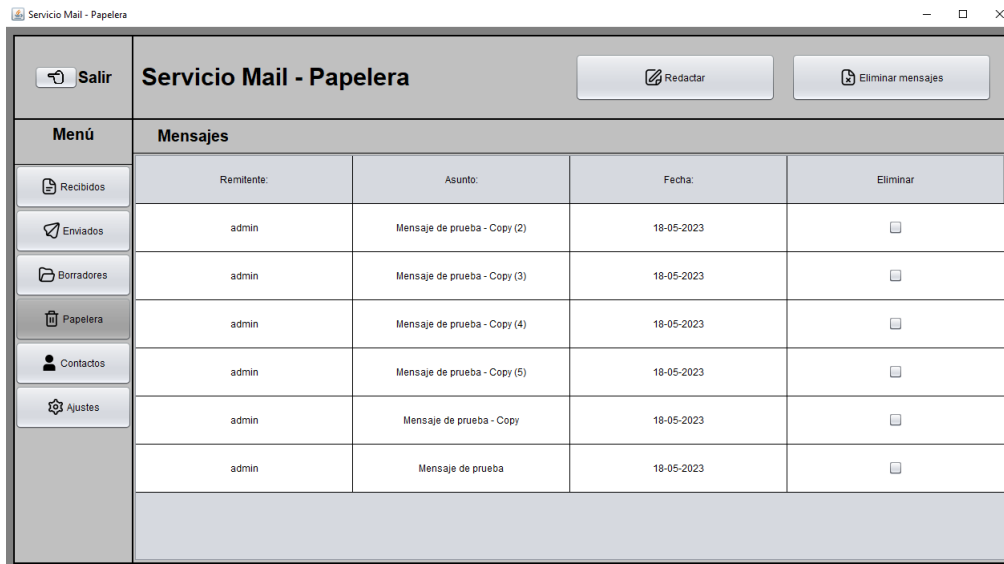 Servicio Mail - Papelera
Salir
Servicio Mail - Papelera
Redactar
Eliminar mensajes
Menú
Mensajes
Recibidos
Enviados
Borradores
Papelera
Contactos
Ajustes
Remitente: Asunto: Fecha: Eliminar
admin Mensaje de prueba - Copy (2) 18-05-2023
admin Mensaje de prueba - Copy (3) 18-05-2023
admin Mensaje de prueba - Copy (4) 18-05-2023
admin Mensaje de prueba - Copy (5) 18-05-2023
admin Mensaje de prueba - Copy 18-05-2023
admin Mensaje de prueba 18-05-2023